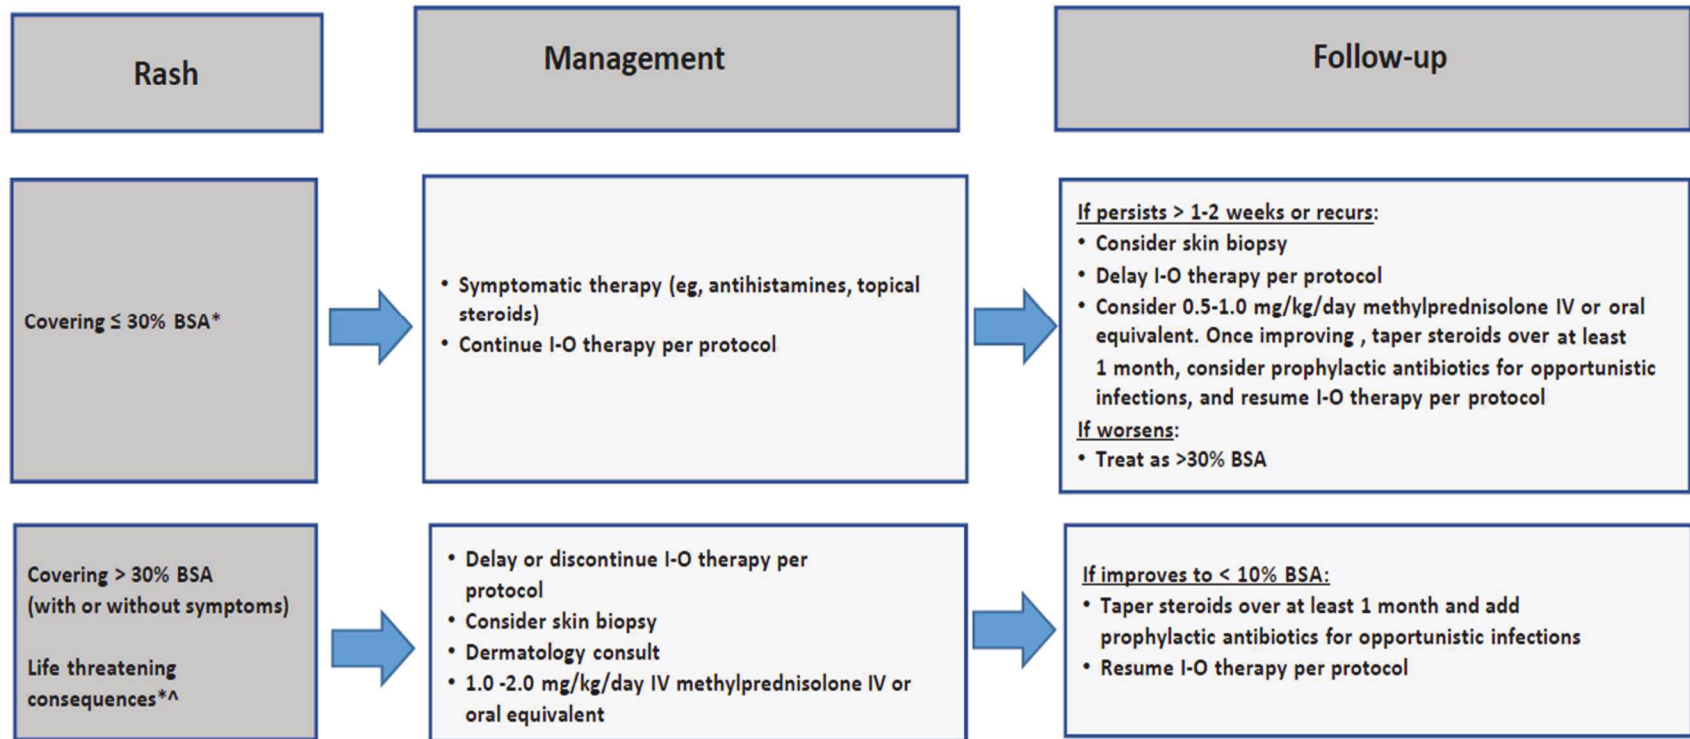 Rash
Management
Follow-up
Covering ≤ 30% BSA*
• Symptomatic therapy (eg, antihistamines, topical
steroids)
• Continue I-O therapy per protocol
If persists > 1-2 weeks or recurs:
• Consider skin biopsy
• Delay I-O therapy per protocol
• Consider 0.5-1.0 mg/kg/day methylprednisolone IV or oral
equivalent. Once improving , taper steroids over at least
1 month, consider prophylactic antibiotics for opportunistic
infections, and resume I-O therapy per protocol
If worsens:
• Treat as >30% BSA
Covering > 30% BSA
(with or without symptoms)
Life threatening
consequences*^
• Delay or discontinue I-O therapy per
protocol
• Consider skin biopsy
• Dermatology consult
• 1.0 -2.0 mg/kg/day IV methylprednisolone IV or
oral equivalent
If improves to < 10% BSA:
• Taper steroids over at least 1 month and add
prophylactic antibiotics for opportunistic infections
• Resume I-O therapy per protocol